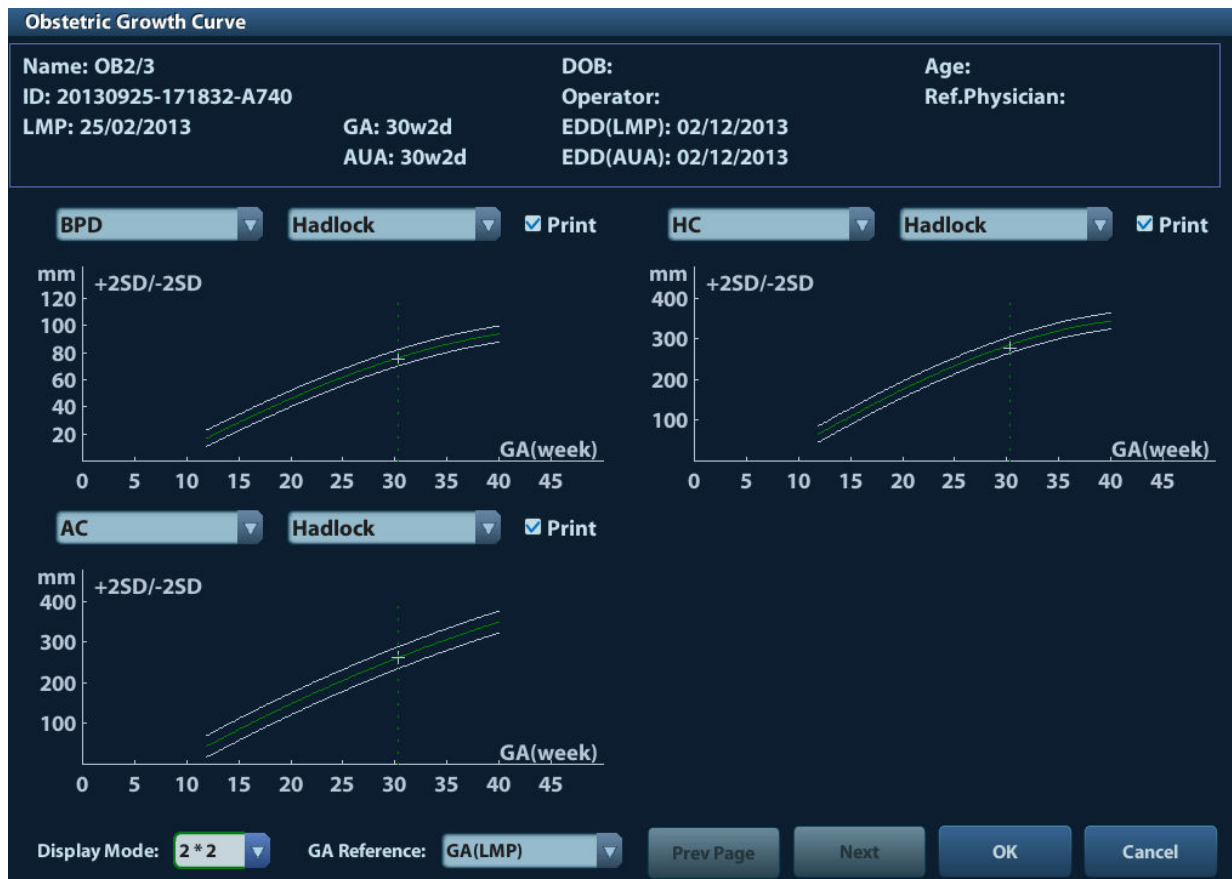 Obstetric Growth Curve
Name: OB2/3 DOB: Age:
ID: 20130925-171832-A740 Operator: Ref.Physician:
LMP: 25/02/2013 GA: 30w2d EDD(LMP): 02/12/2013
AUA: 30w2d EDD(AUA): 02/12/2013
BPD Hadlock Print HC Hadlock Print
mm +2SD/-2SD
120
100
80
60
40
20
GA(week)
0 5 10 15 20 25 30 35 40 45
mm +2SD/-2SD
400
300
200
100
GA(week)
0 5 10 15 20 25 30 35 40 45
AC Hadlock Print
mm +2SD/-2SD
400
300
200
100
GA(week)
0 5 10 15 20 25 30 35 40 45
Display Mode: 2 * 2 GA Reference: GA(LMP) Prev Page Next OK Cancel